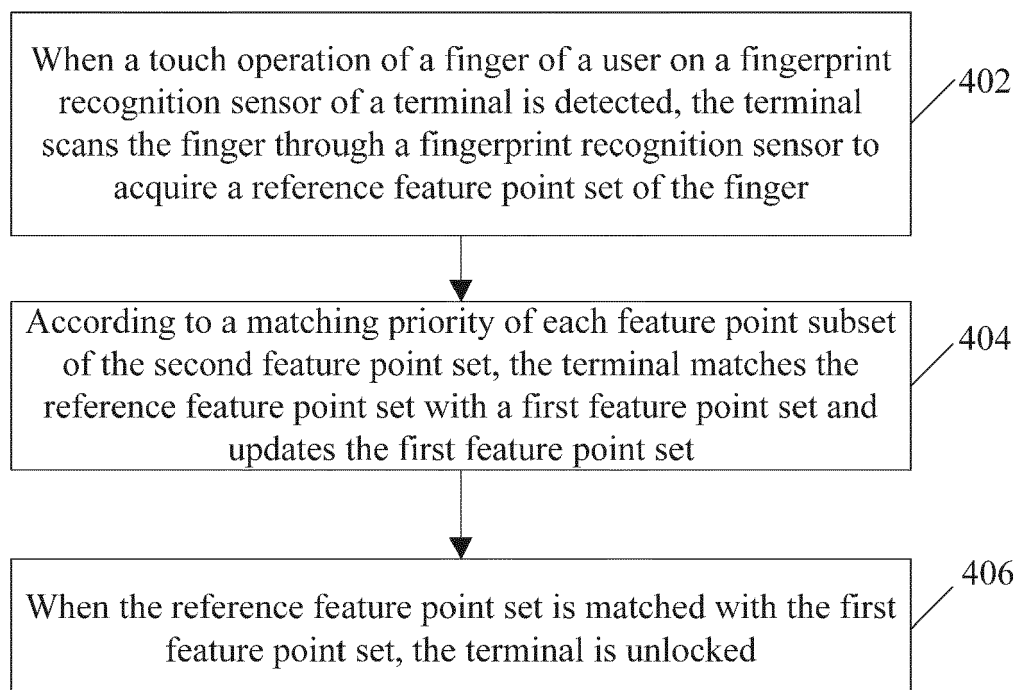 When a touch operation of a finger of a user on a fingerprint
recognition sensor of a terminal is detected, the terminal
scans the finger through a fingerprint recognition sensor to
acquire a reference feature point set of the finger
402
According to a matching priority of each feature point subset
of the second feature point set, the terminal matches the
reference feature point set with a first feature point set and
updates the first feature point set
404
When the reference feature point set is matched with the first
feature point set, the terminal is unlocked
406